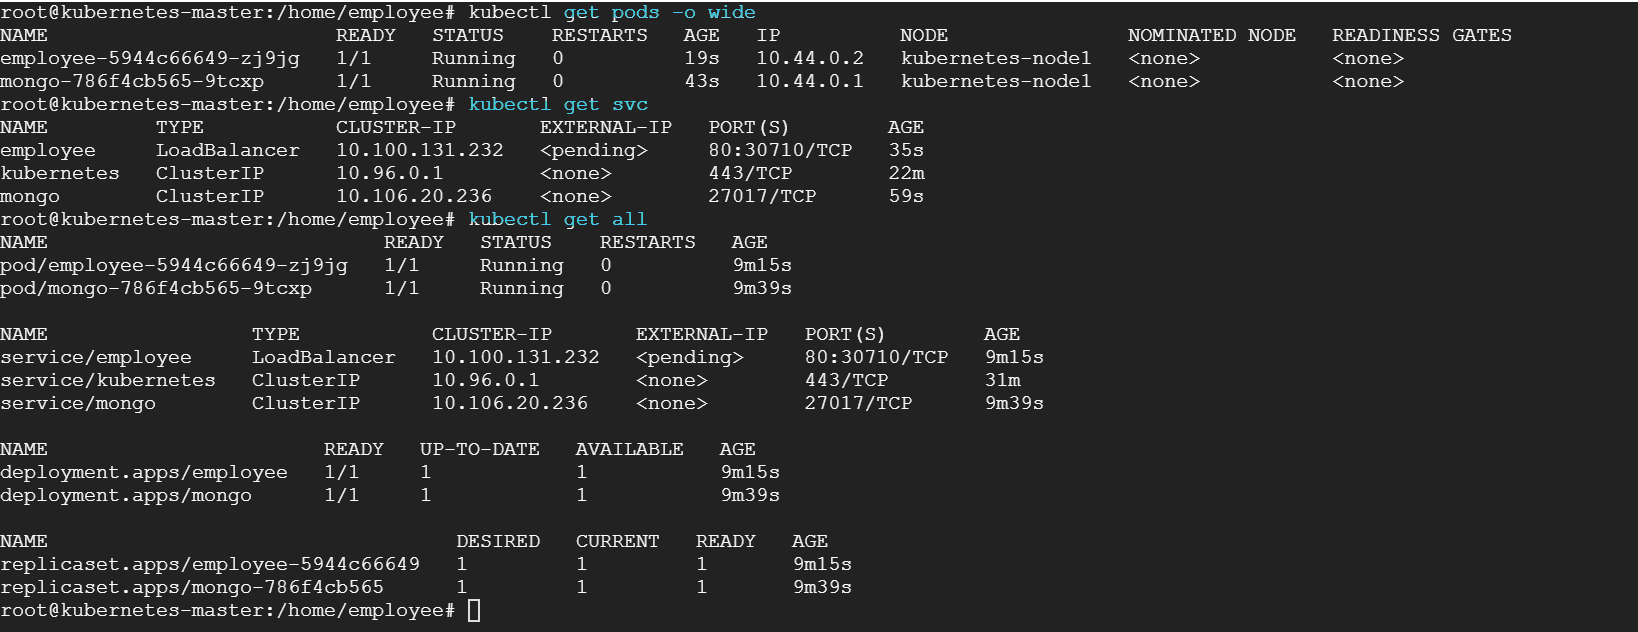 root@kubernetes-master:/home/employee# kubectl get pods -o wide
NAME                        READY   STATUS    RESTARTS   AGE   IP          NODE               NOMINATED NODE   READINESS GATES
employee-5944c66649-zj9jg   1/1     Running   0          19s   10.44.0.2   kubernetes-node1   <none>           <none>
mongo-786f4cb565-9tcxp      1/1     Running   0          43s   10.44.0.1   kubernetes-node1   <none>           <none>
root@kubernetes-master:/home/employee# kubectl get svc
NAME         TYPE           CLUSTER-IP       EXTERNAL-IP   PORT(S)        AGE
employee     LoadBalancer   10.100.131.232   <pending>     80:30710/TCP   35s
kubernetes   ClusterIP      10.96.0.1        <none>        443/TCP        22m
mongo        ClusterIP      10.106.20.236    <none>        27017/TCP      59s
root@kubernetes-master:/home/employee# kubectl get all
NAME                            READY   STATUS    RESTARTS   AGE
pod/employee-5944c66649-zj9jg   1/1     Running   0          9m15s
pod/mongo-786f4cb565-9tcxp      1/1     Running   0          9m39s

NAME                 TYPE           CLUSTER-IP       EXTERNAL-IP   PORT(S)        AGE
service/employee     LoadBalancer   10.100.131.232   <pending>     80:30710/TCP   9m15s
service/kubernetes   ClusterIP      10.96.0.1        <none>        443/TCP        31m
service/mongo        ClusterIP      10.106.20.236    <none>        27017/TCP      9m39s

NAME                       READY   UP-TO-DATE   AVAILABLE   AGE
deployment.apps/employee   1/1     1            1           9m15s
deployment.apps/mongo      1/1     1            1           9m39s

NAME                                  DESIRED   CURRENT   READY   AGE
replicaset.apps/employee-5944c66649   1         1         1       9m15s
replicaset.apps/mongo-786f4cb565      1         1         1       9m39s
root@kubernetes-master:/home/employee#